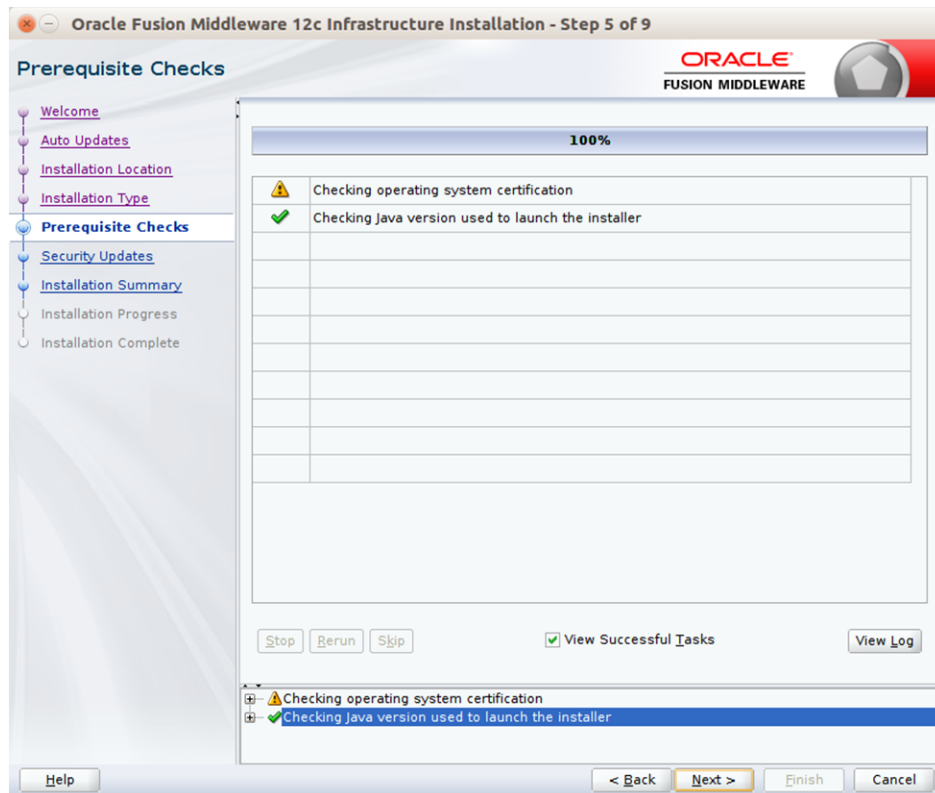 Oracle Fusion Middleware 12c Infrastructure Installation - Step 5 of 9
Prerequisite Checks
ORACLE
FUSION MIDDLEWARE
Welcome
Auto Updates
Installation Location
Installation Type
Prerequisite Checks
Security Updates
Installation Summary
Installation Progress
Installation Complete
100%
Checking operating system certification
Checking Java version used to launch the installer
Stop Rerun Skip View Successful Tasks View Log
Checking operating system certification
Checking Java version used to launch the installer
Help < Back Next > Finish Cancel